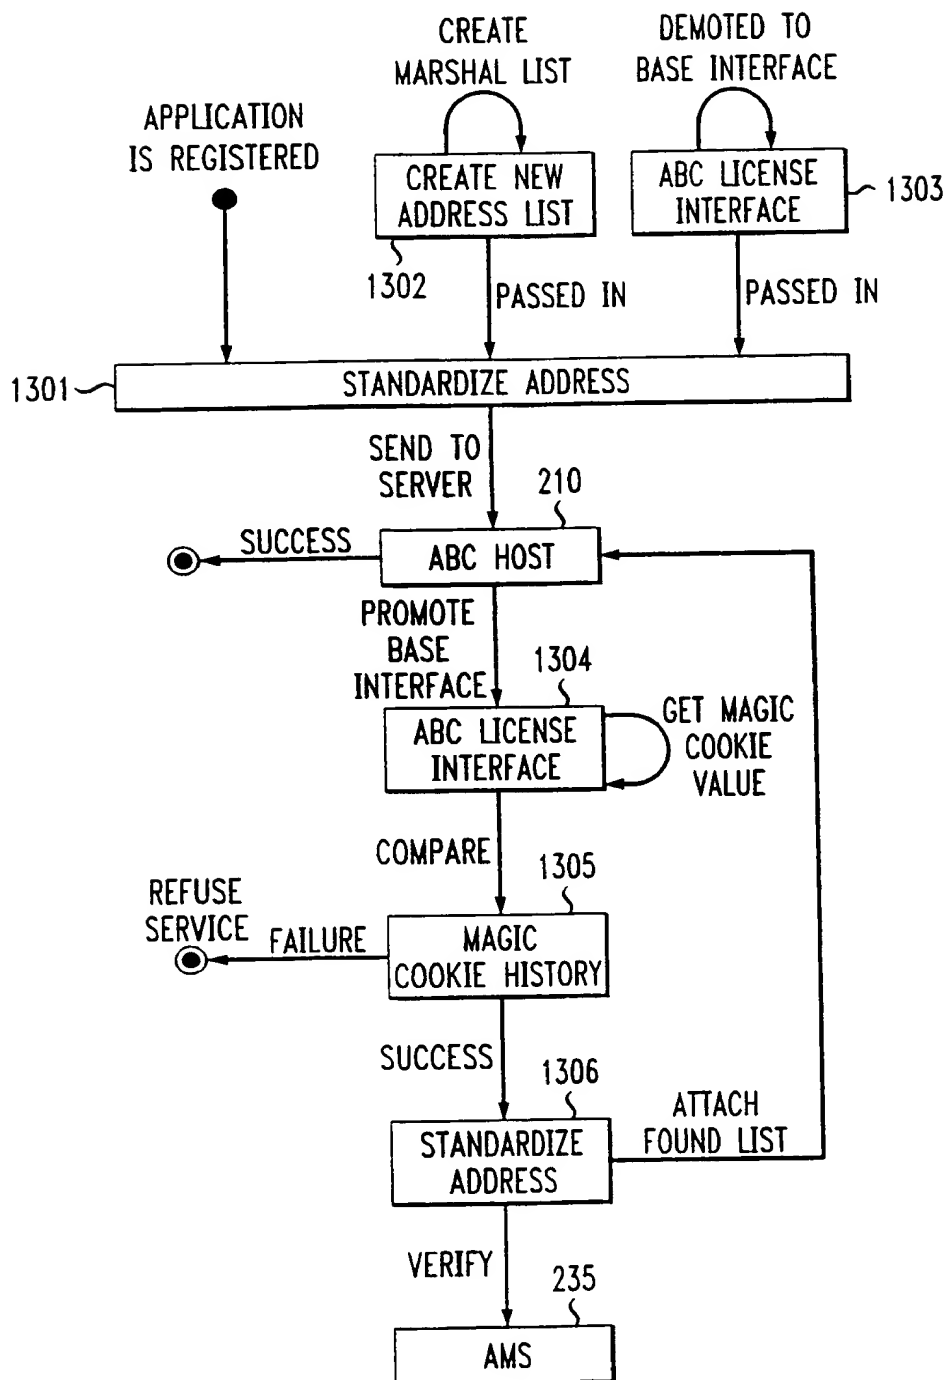 CREATE
MARSHAL LIST
DEMOTED TO
BASE INTERFACE
APPLICATION
IS REGISTERED
CREATE NEW
ADDRESS LIST
1302
ABC LICENSE
INTERFACE
1303
PASSED IN
PASSED IN
1301
STANDARDIZE ADDRESS
SEND TO
SERVER
210
SUCCESS
ABC HOST
PROMOTE
BASE
INTERFACE
1304
ABC LICENSE
INTERFACE
GET MAGIC
COOKIE
VALUE
COMPARE
1305
REFUSE
SERVICE
FAILURE
MAGIC
COOKIE HISTORY
SUCCESS
1306
STANDARDIZE
ADDRESS
ATTACH
FOUND LIST
VERIFY
235
AMS